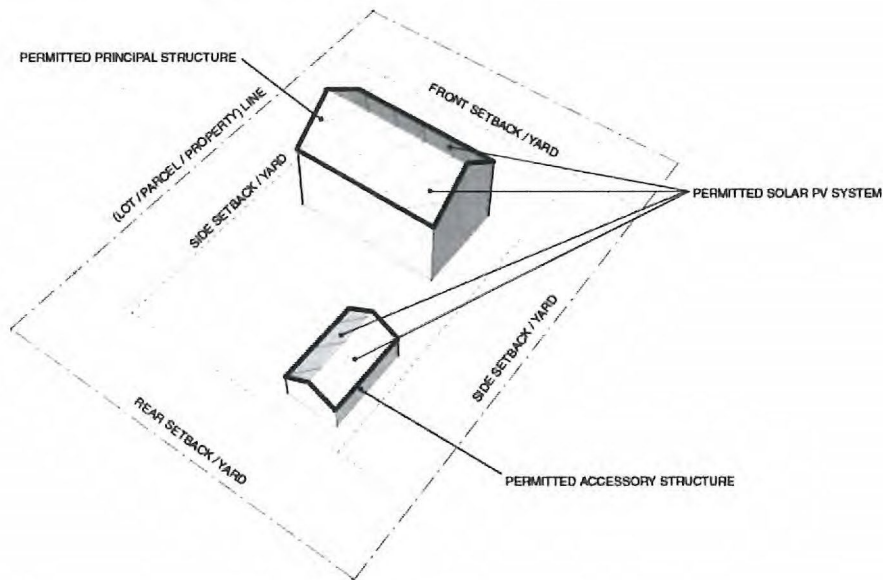 PERMITTED PRINCIPAL STRUCTURE
FRONT SETBACK / YARD
(LOT / PARCEL / PROPERTY) LINE
SIDE SETBACK / YARD
PERMITTED SOLAR PV SYSTEM
SIDE SETBACK / YARD
REAR SETBACK / YARD
PERMITTED ACCESSORY STRUCTURE